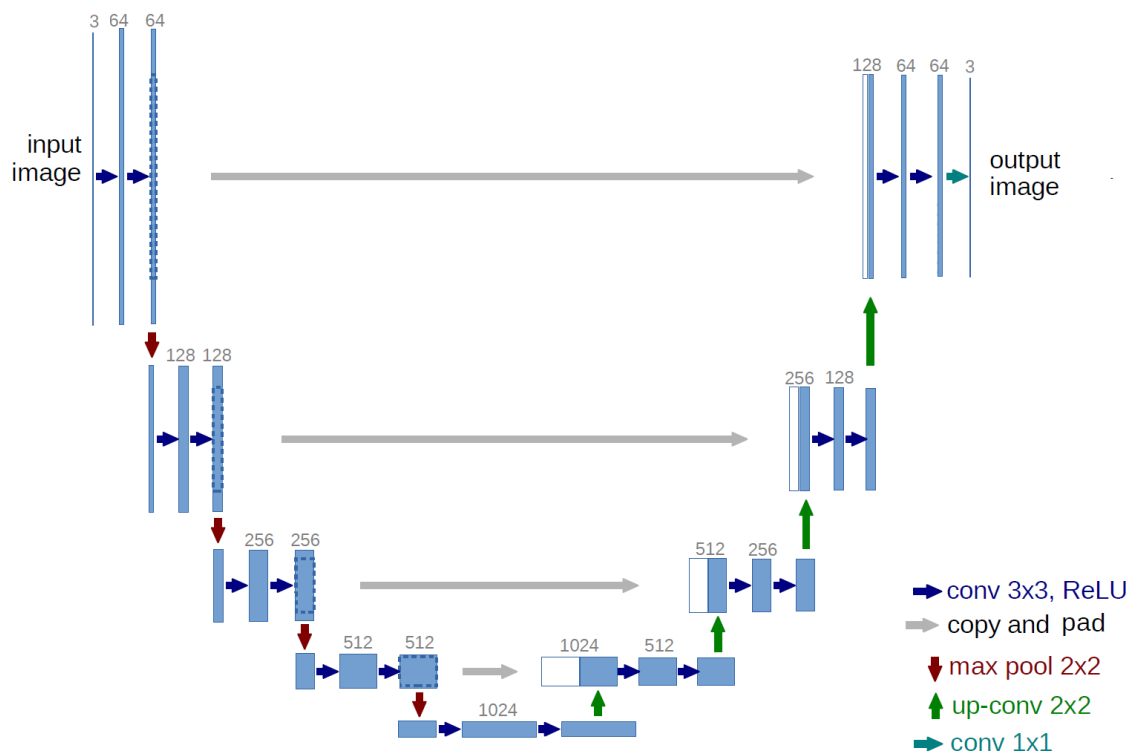 3 64 64
128 64 64 3
input
image
output
image
128 128
256 128
256 256
512 256
512 512
1024 512
1024
conv 3x3, ReLU
copy and pad
max pool 2x2
up-conv 2x2
conv 1x1